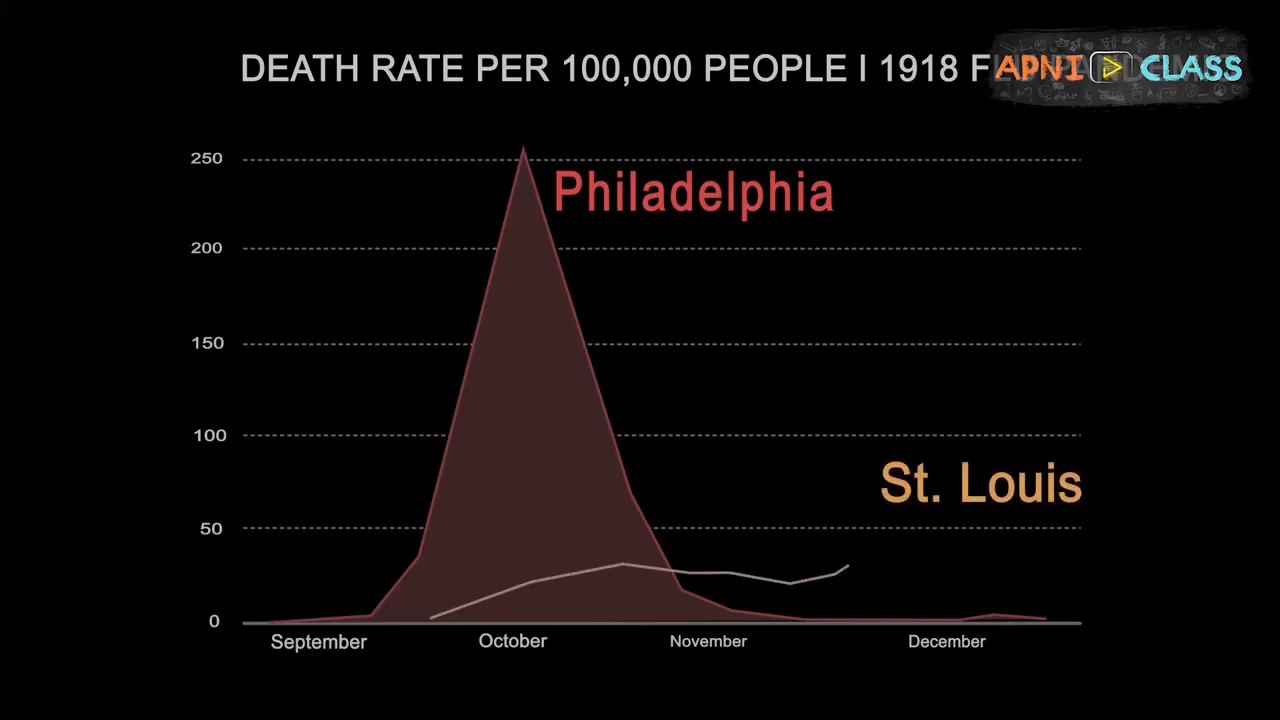 DEATH RATE PER 100,000 PEOPLE I 1918
APNI CLASS
250
Philadelphia
200
150
100
St. Louis
50
0
September October November December